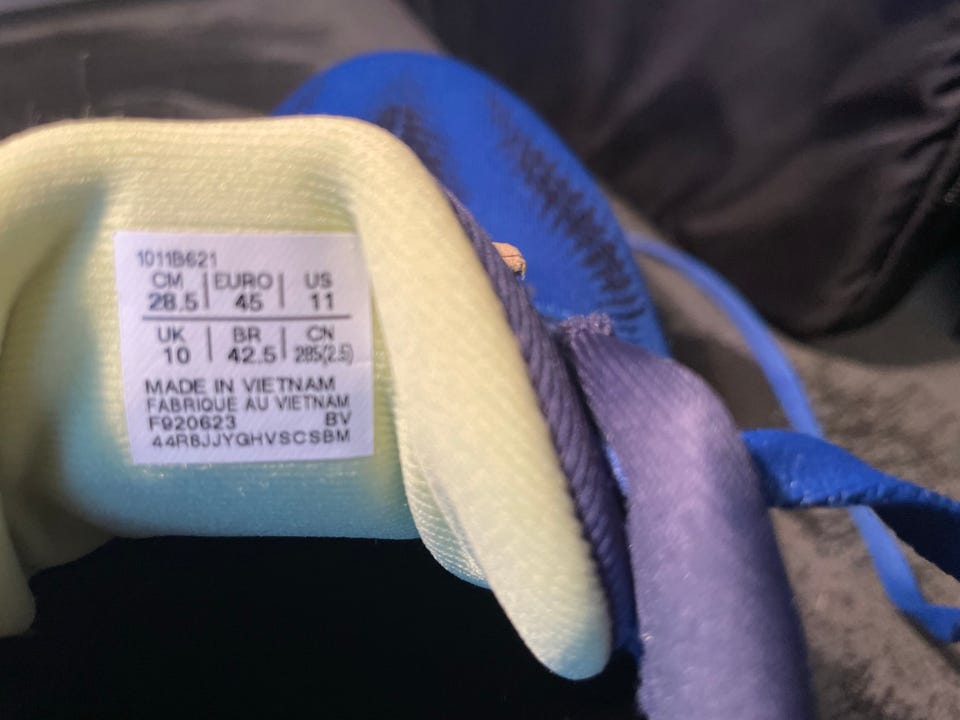 1011B621
CM | EURO | US
28.5 | 45 | 11
UK | BR | CN
10 | 42.5 | 285(2.5)
MADE IN VIETNAM
FABRIQUE AU VIETNAM
F920623 BV
44R8JJYGHVSCSBM